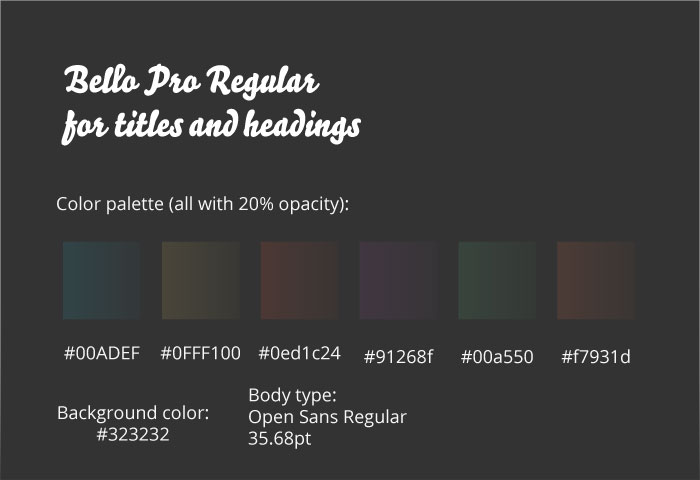 Bello Pro Regular
for titles and headings
Color palette (all with 20% opacity):
#00ADEF #0FFF100 #0ed1c24 #91268f #00a550 #f7931d
Background color:
#323232
Body type:
Open Sans Regular
35.68pt